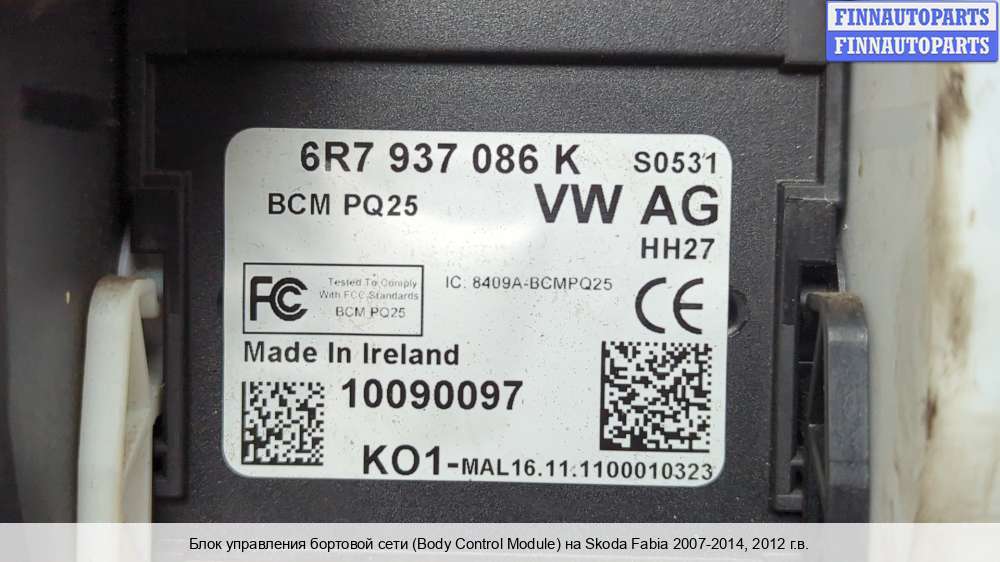 FINNAUTOPARTS
FINNAUTOPARTS
6R7 937 086 K S0531
BCM PQ25 VW AG
HH27
FC Tested To Comply
With FCC Standards
BCM PQ25
IC: 8409A-BCMPQ25
CE
Made In Ireland
10090097
KO1-MAL16.11.1100010323
Блок управления бортовой сети (Body Control Module) на Skoda Fabia 2007-2014, 2012 г.в.